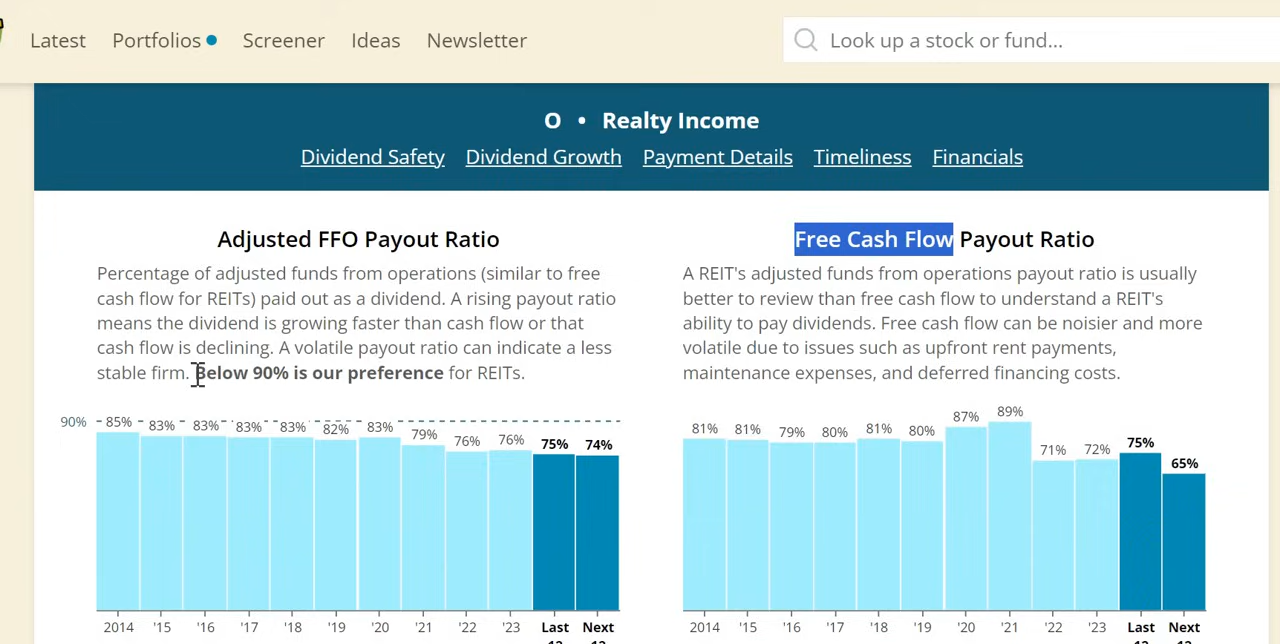 Latest Portfolios Screener Ideas Newsletter
Look up a stock or fund...
O • Realty Income
Dividend Safety Dividend Growth Payment Details Timeliness Financials
Adjusted FFO Payout Ratio
Percentage of adjusted funds from operations (similar to free
cash flow for REITs) paid out as a dividend. A rising payout ratio
means the dividend is growing faster than cash flow or that
cash flow is declining. A volatile payout ratio can indicate a less
stable firm. Below 90% is our preference for REITs.
90%
85% 83% 83% 83% 83% 82% 83% 79% 76% 76% 75% 74%
2014 '15 '16 '17 '18 '19 '20 '21 '22 '23 Last Next
12 12
Free Cash Flow Payout Ratio
A REIT's adjusted funds from operations payout ratio is usually
better to review than free cash flow to understand a REIT's
ability to pay dividends. Free cash flow can be noisier and more
volatile due to issues such as upfront rent payments,
maintenance expenses, and deferred financing costs.
81% 81% 79% 80% 81% 80% 87% 89% 71% 72% 75% 65%
2014 '15 '16 '17 '18 '19 '20 '21 '22 '23 Last Next
12 12